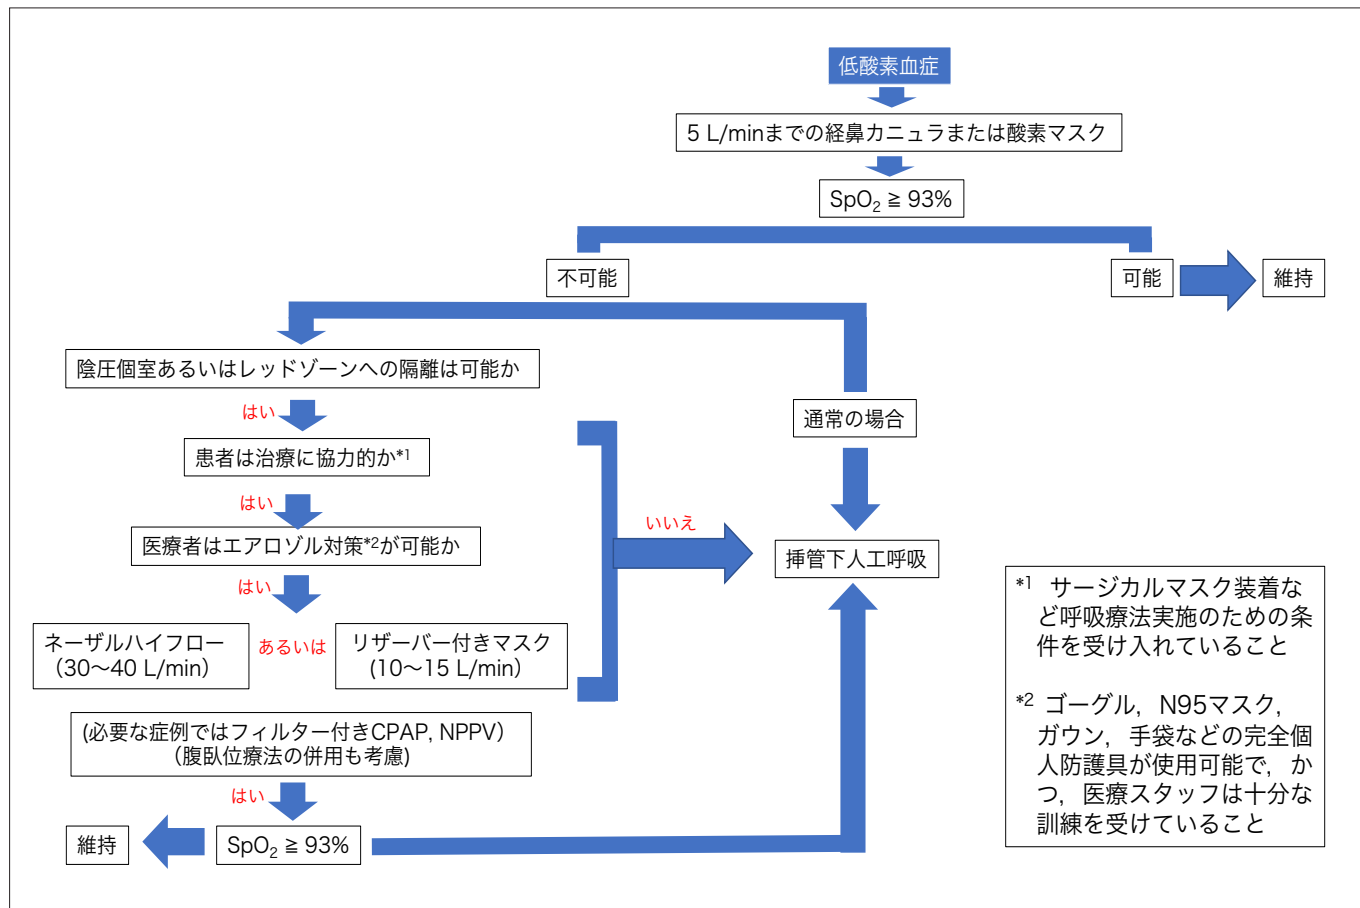 低酸素血症
5 L/minまでの経鼻カニュラまたは酸素マスク
SpO₂ ≧ 93%
不可能
可能
維持
陰圧個室あるいはレッドゾーンへの隔離は可能か
はい
通常の場合
患者は治療に協力的か*1
はい
医療者はエアロゾル対策*2が可能か
いいえ
挿管下人工呼吸
はい
ネーザルハイフロー
（30〜40 L/min）
あるいは
リザーバー付きマスク
(10〜15 L/min）
(必要な症例ではフィルター付きCPAP, NPPV）
（腹臥位療法の併用も考慮)
はい
維持
SpO₂ ≧ 93%
*1 サージカルマスク装着な
ど呼吸療法実施のための条
件を受け入れていること
*2 ゴーグル，N95マスク，
ガウン，手袋などの完全個
人防護具が使用可能で，か
つ，医療スタッフは十分な
訓練を受けていること